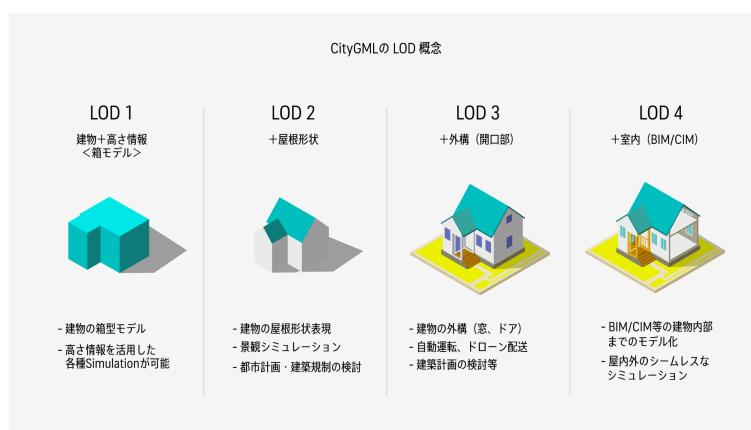 CityGMLの LOD 概念
LOD 1
建物＋高さ情報
＜箱モデル＞
- 建物の箱型モデル
- 高さ情報を活用した
各種Simulationが可能
LOD 2
＋屋根形状
- 建物の屋根形状表現
- 景観シミュレーション
- 都市計画・建築規制の検討
LOD 3
＋外構（開口部）
- 建物の外構（窓、ドア）
- 自動運転、ドローン配送
- 建築計画の検討等
LOD 4
＋室内（BIM/CIM）
- BIM/CIM等の建物内部
までのモデル化
- 屋内外のシームレスな
シミュレーション